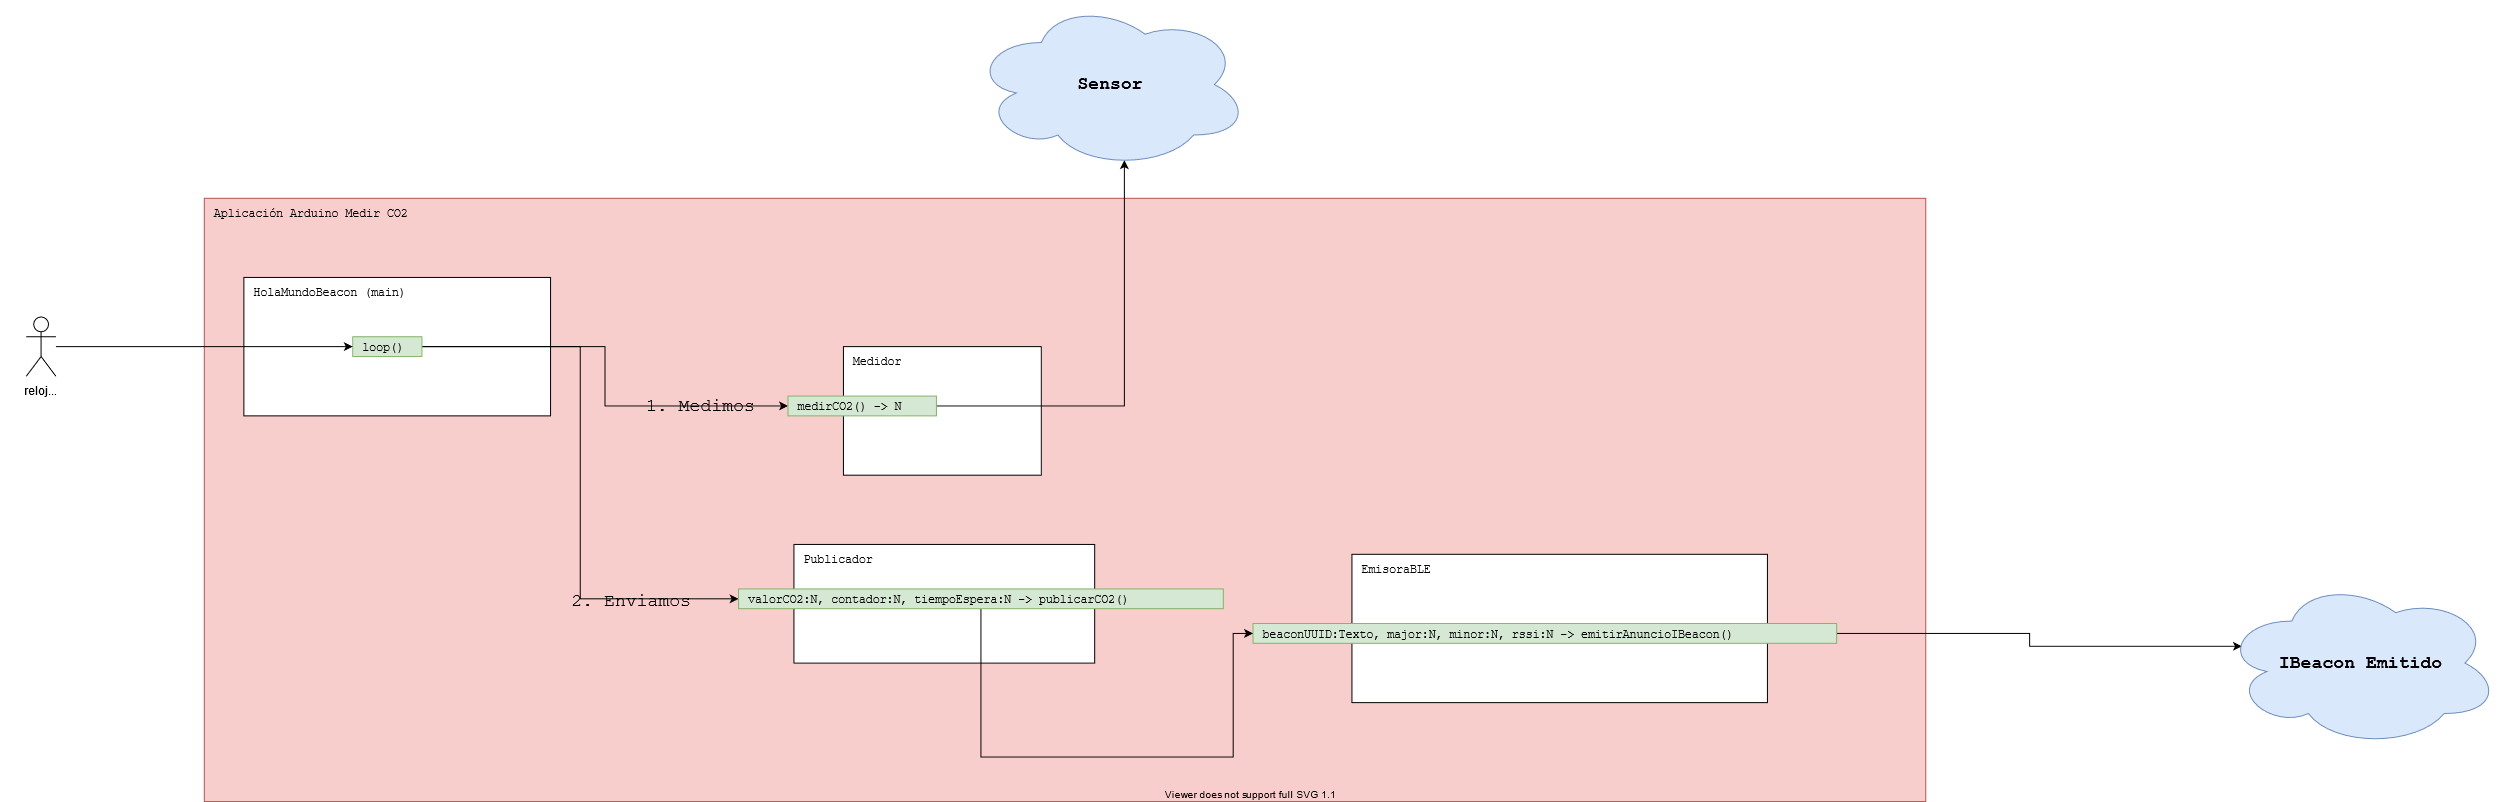 Sensor
Aplicación Arduino Medir CO2
HolaMundoBeacon (main)
loop()
reloj...
Medidor
1. Medimos
medirCO2() -> N
Publicador
EmisoraBLE
2. Enviamos
valorCO2:N, contador:N, tiempoEspera:N -> publicarCO2()
beaconUUID:Texto, major:N, minor:N, rssi:N -> emitirAnuncioIBeacon()
IBeacon Emitido
Viewer does not support full SVG 1.1